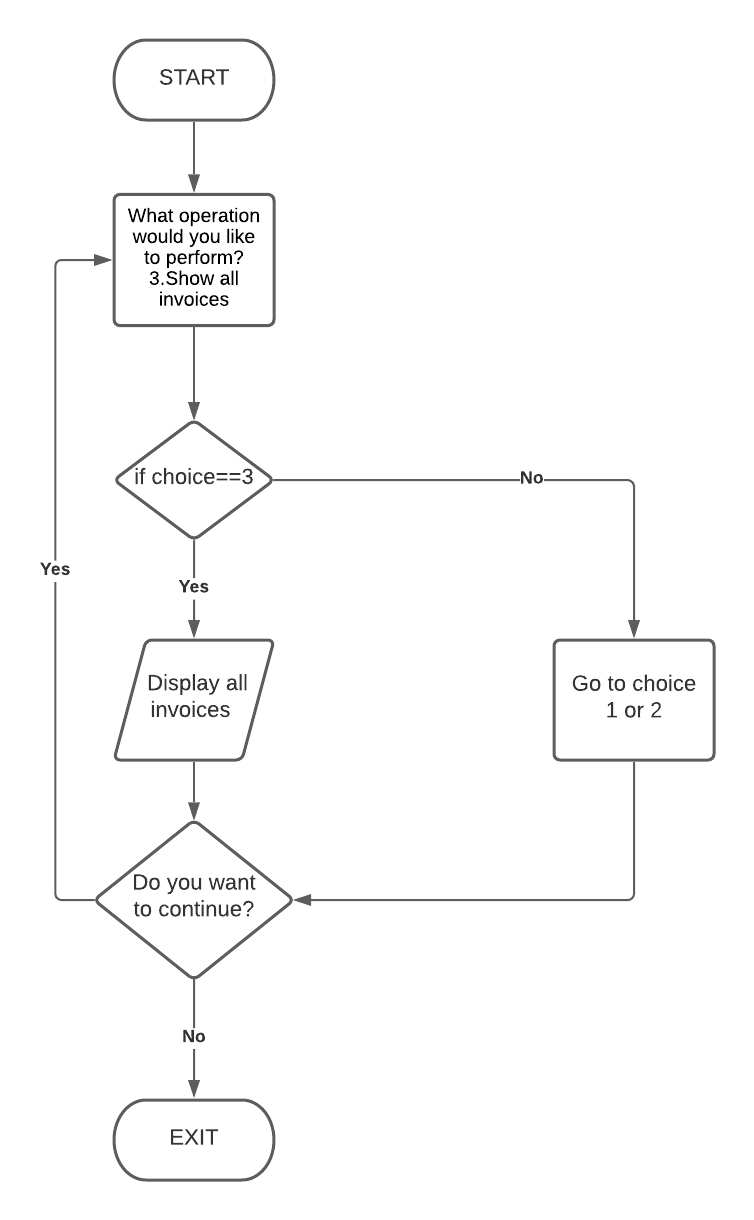 START
What operation
would you like
to perform?
3.Show all
invoices
if choice==3
No
Yes
Yes
Display all
invoices
Go to choice
1 or 2
Do you want
to continue?
No
EXIT